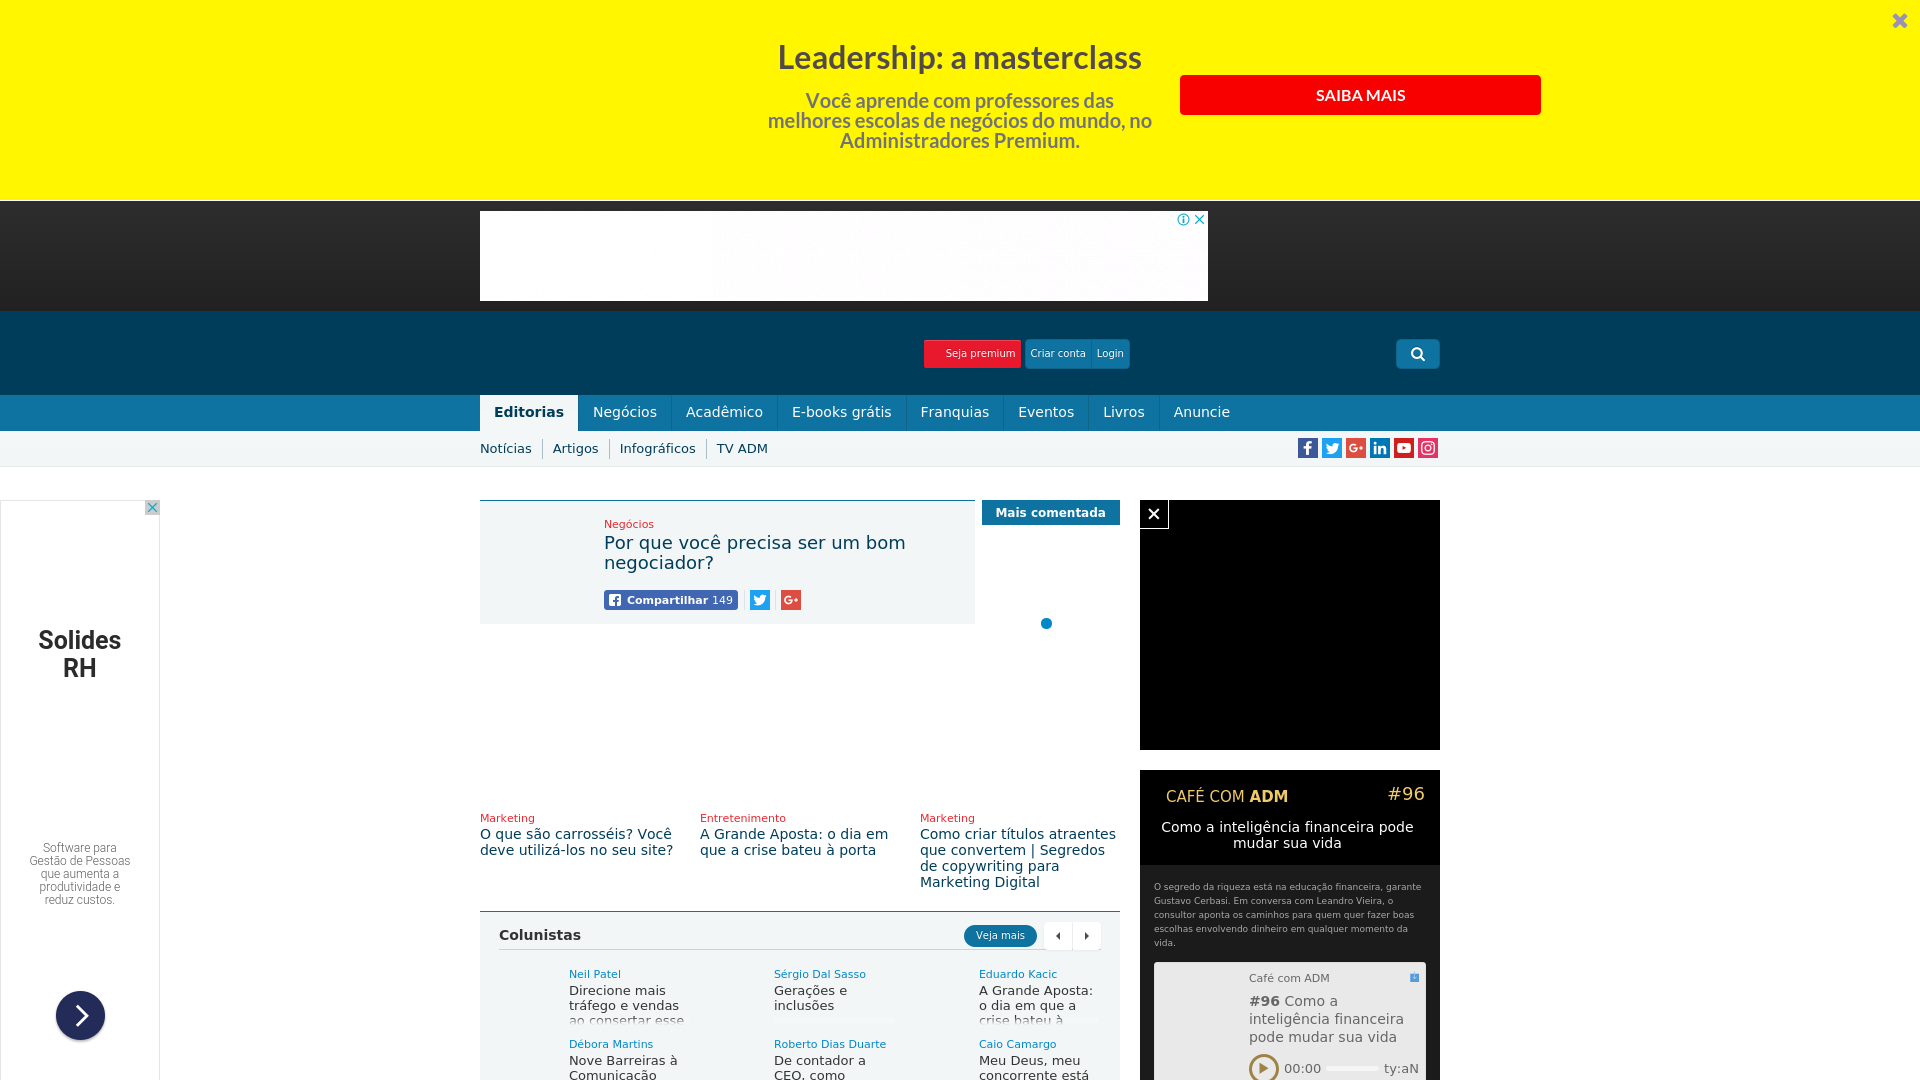 Leadership: a masterclass
Você aprende com professores das
melhores escolas de negócios do mundo, no
Administradores Premium.
SAIBA MAIS
Seja premium
Criar conta
Login
Editorias
Negócios
Acadêmico
E-books grátis
Franquias
Eventos
Livros
Anuncie
Notícias
Artigos
Infográficos
TV ADM
Solides
RH
Software para
Gestão de Pessoas
que aumenta a
produtividade e
reduz custos.
Negócios
Por que você precisa ser um bom
negociador?
Compartilhar 149
Mais comentada
Marketing
O que são carrosséis? Você
deve utilizá-los no seu site?
Entretenimento
A Grande Aposta: o dia em
que a crise bateu à porta
Marketing
Como criar títulos atraentes
que convertem | Segredos
de copywriting para
Marketing Digital
Colunistas
Veja mais
Neil Patel
Direcione mais
tráfego e vendas
ao consertar esse
Sérgio Dal Sasso
Gerações e
inclusões
Eduardo Kacic
A Grande Aposta:
o dia em que a
crise bateu à
Débora Martins
Nove Barreiras à
Comunicação
Roberto Dias Duarte
De contador a
CEO, como
Caio Camargo
Meu Deus, meu
concorrente está
CAFÉ COM ADM
#96
Como a inteligência financeira pode
mudar sua vida
O segredo da riqueza está na educação financeira, garante
Gustavo Cerbasi. Em conversa com Leandro Vieira, o
consultor aponta os caminhos para quem quer fazer boas
escolhas envolvendo dinheiro em qualquer momento da
vida.
Café com ADM
#96 Como a
inteligência financeira
pode mudar sua vida
00:00
ty:aN